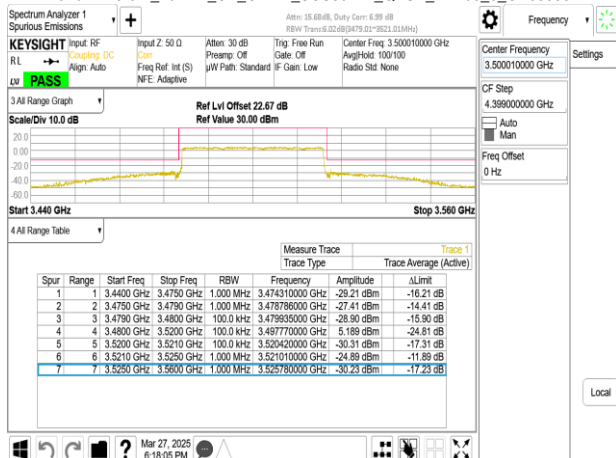 Spectrum Analyzer 1
Spurious Emissions
Attn: 15.68dB, Duty Corr: 6.99 dB
RBW Trans:6.02dB(3479.01~3521.01MHz)
Frequency
KEYSIGHT
RL
PASS
Input: RF
Coupling: DC
Align: Auto
Input Z: 50 Ω
Corr
Freq Ref: Int (S)
NFE: Adaptive
Atten: 30 dB
Preamp: Off
µW Path: Standard
Trig: Free Run
Gate: Off
IF Gain: Low
Center Freq: 3.500010000 GHz
Avg|Hold: 100/100
Radio Std: None
Center Frequency
3.500010000 GHz
Settings
CF Step
4.399000000 GHz
Auto
Man
Freq Offset
0 Hz
3 All Range Graph
Scale/Div 10.0 dB
Ref Lvl Offset 22.67 dB
Ref Value 30.00 dBm
20.0
0.00
-20.0
-40.0
-60.0
Start 3.440 GHz
Stop 3.560 GHz
4 All Range Table
Measure Trace Trace 1
Trace Type Trace Average (Active)
Spur Range Start Freq Stop Freq RBW Frequency Amplitude ΔLimit
1 1 3.4400 GHz 3.4750 GHz 1.000 MHz 3.474310000 GHz -29.21 dBm -16.21 dB
2 2 3.4750 GHz 3.4790 GHz 1.000 MHz 3.478786000 GHz -27.41 dBm -14.41 dB
3 3 3.4790 GHz 3.4800 GHz 100.0 kHz 3.479935000 GHz -28.90 dBm -15.90 dB
4 4 3.4800 GHz 3.5200 GHz 100.0 kHz 3.497770000 GHz 5.189 dBm -24.81 dB
5 5 3.5200 GHz 3.5210 GHz 100.0 kHz 3.520420000 GHz -30.31 dBm -17.31 dB
6 6 3.5210 GHz 3.5250 GHz 1.000 MHz 3.521010000 GHz -24.89 dBm -11.89 dB
7 7 3.5250 GHz 3.5600 GHz 1.000 MHz 3.525780000 GHz -30.23 dBm -17.23 dB
Local
Mar 27, 2025
6:18:05 PM